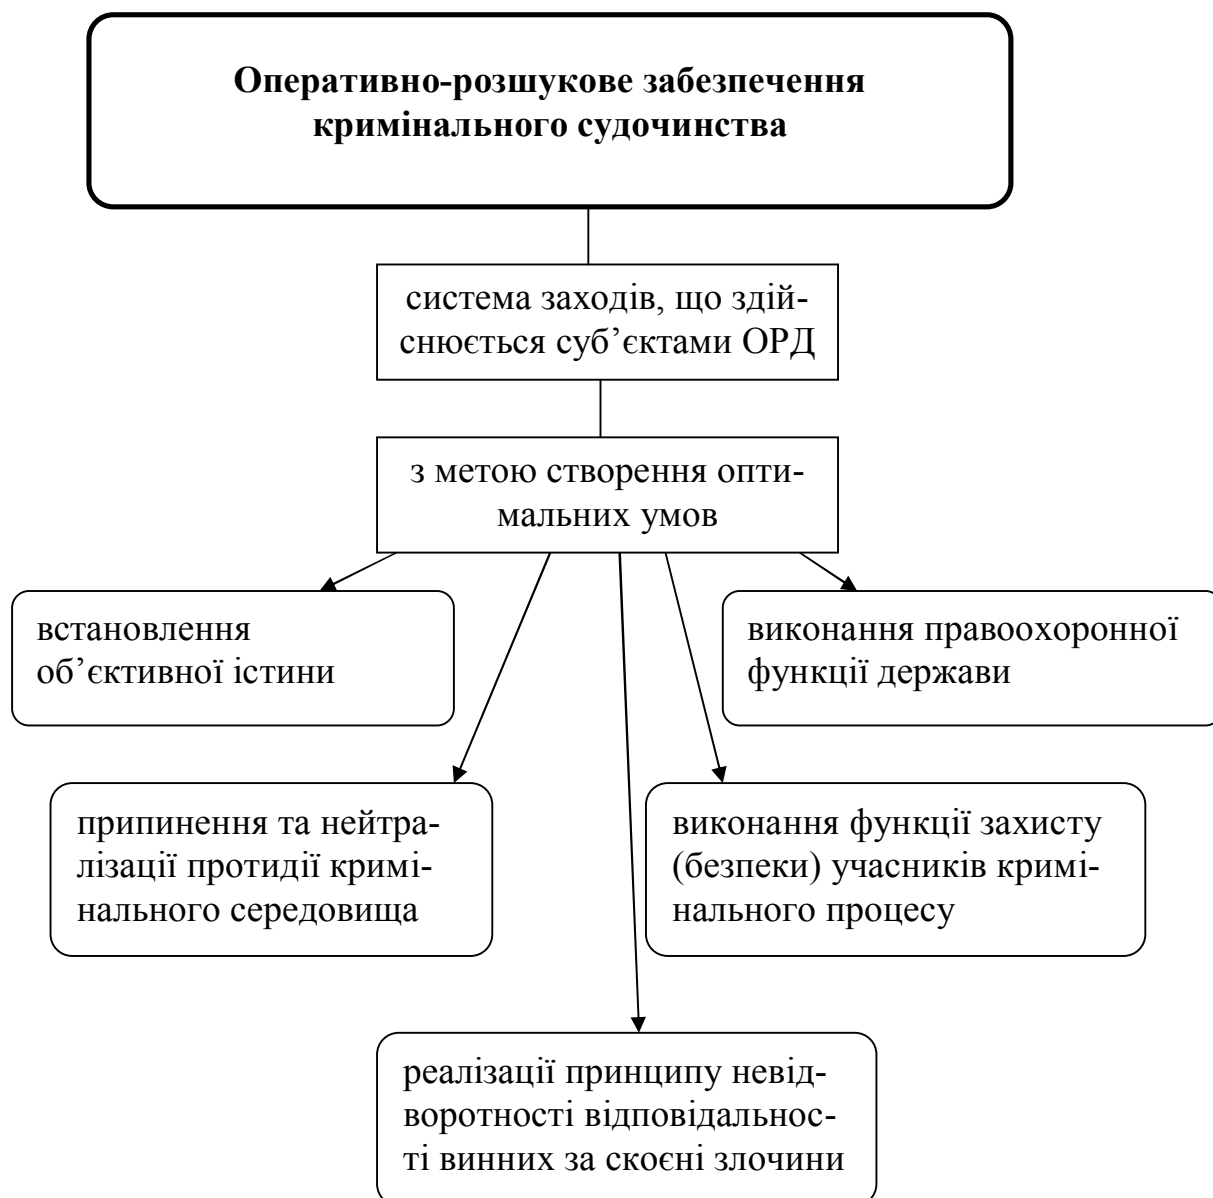 Оперативно-розшукове забезпечення
кримінального судочинства
система заходів, що здій-
снюється суб’єктами ОРД
з метою створення опти-
мальних умов
встановлення
об’єктивної істини
виконання правоохоронної
функції держави
припинення та нейтра-
лізації протидії кримі-
нального середовища
виконання функції захисту
(безпеки) учасників кримі-
нального процесу
реалізації принципу невід-
воротності відповідальнос-
ті винних за скоєні злочини